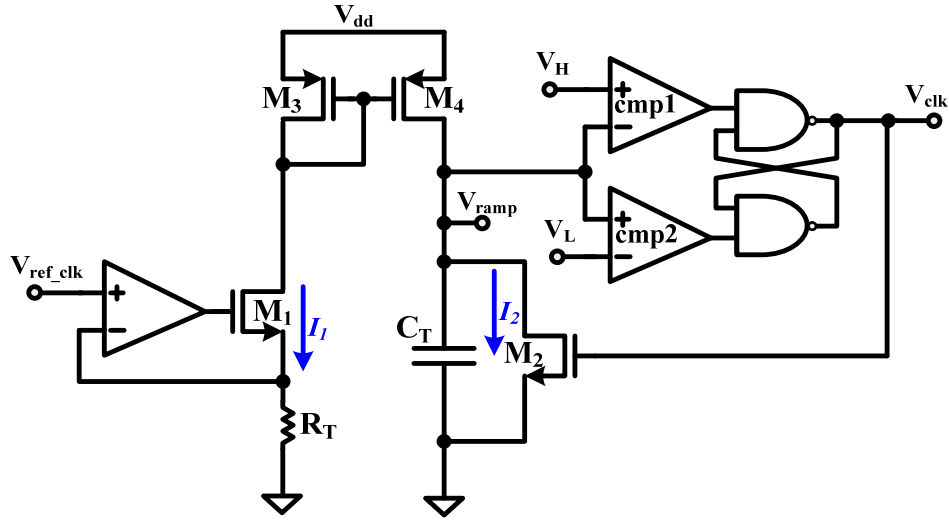 Vdd
M3
M4
VH
+
cmp1
−
Vclk
Vramp
+
cmp2
−
VL
Vref_clk
+
−
M1
I1
CT
I2
M2
RT